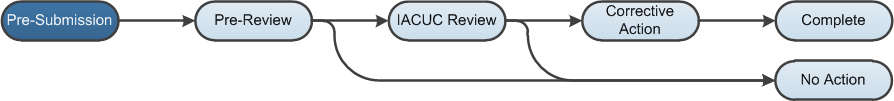 Pre-Submission
Pre-Review
IACUC Review
Corrective
Action
Complete
No Action